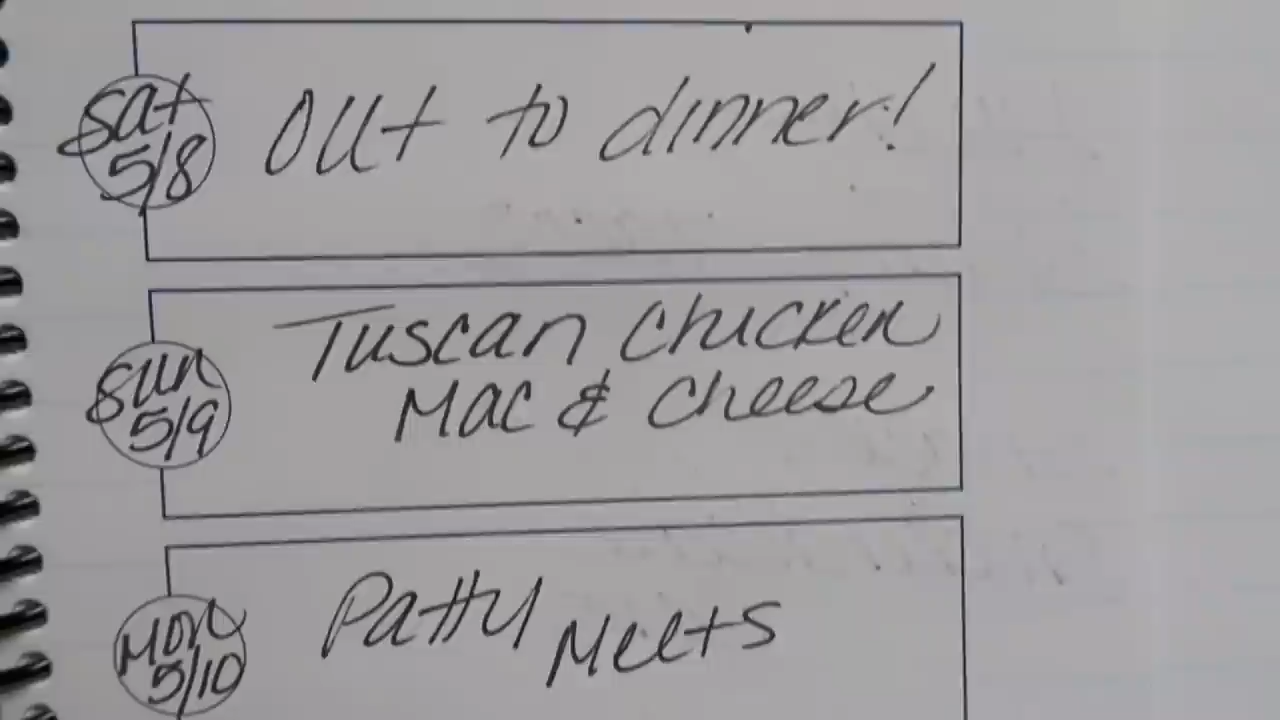 Sat
5/8
Out to dinner!
Sun
5/9
Tuscan Chicken
Mac & Cheese
Mon
5/10
Patty Melts